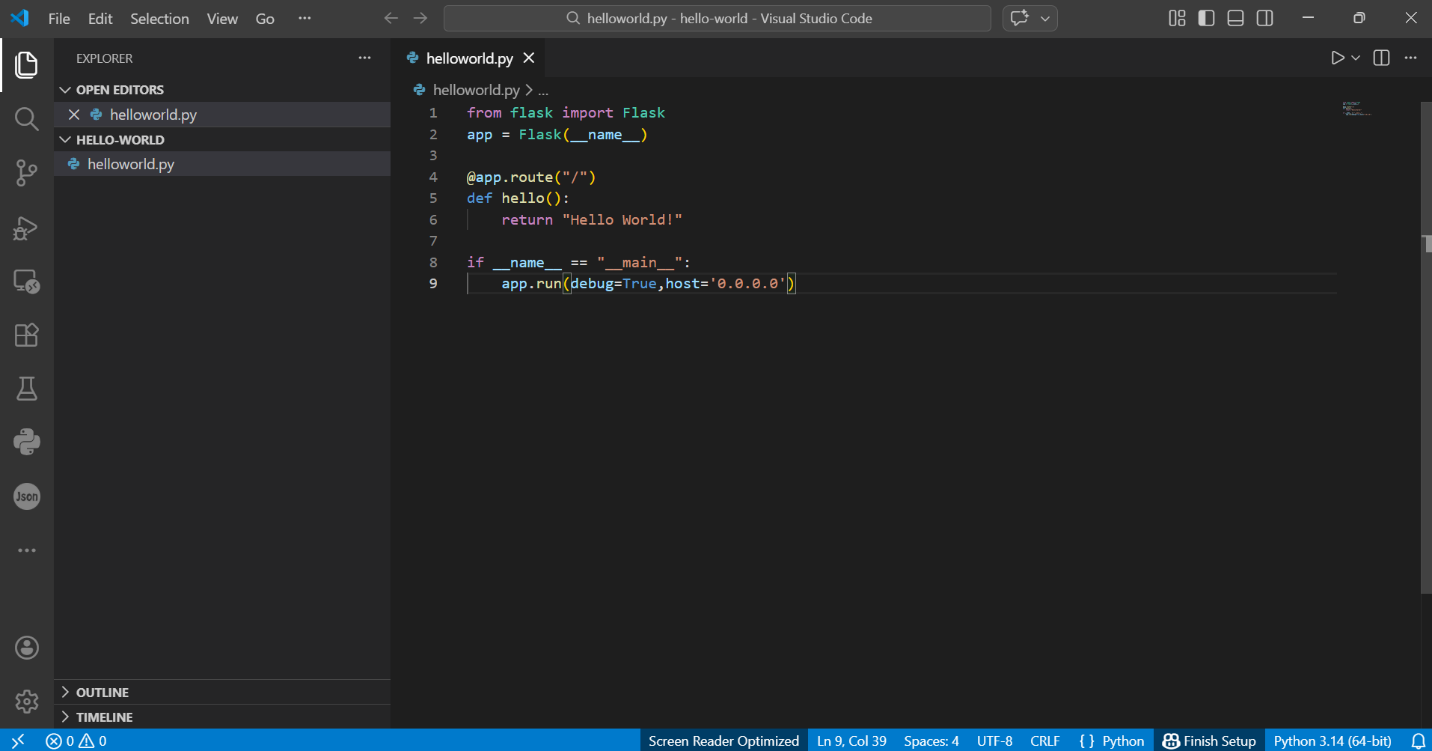 File Edit Selection View Go ···
helloworld.py - hello-world - Visual Studio Code
EXPLORER
OPEN EDITORS
helloworld.py
HELLO-WORLD
helloworld.py
Json
OUTLINE
TIMELINE
helloworld.py
helloworld.py > ...
1 from flask import Flask
2 app = Flask(__name__)
3
4 @app.route("/")
5 def hello():
6     return "Hello World!"
7
8 if __name__ == "__main__":
9     app.run(debug=True,host='0.0.0.0')
0 0 Screen Reader Optimized Ln 9, Col 39 Spaces: 4 UTF-8 CRLF { } Python Finish Setup Python 3.14 (64-bit)